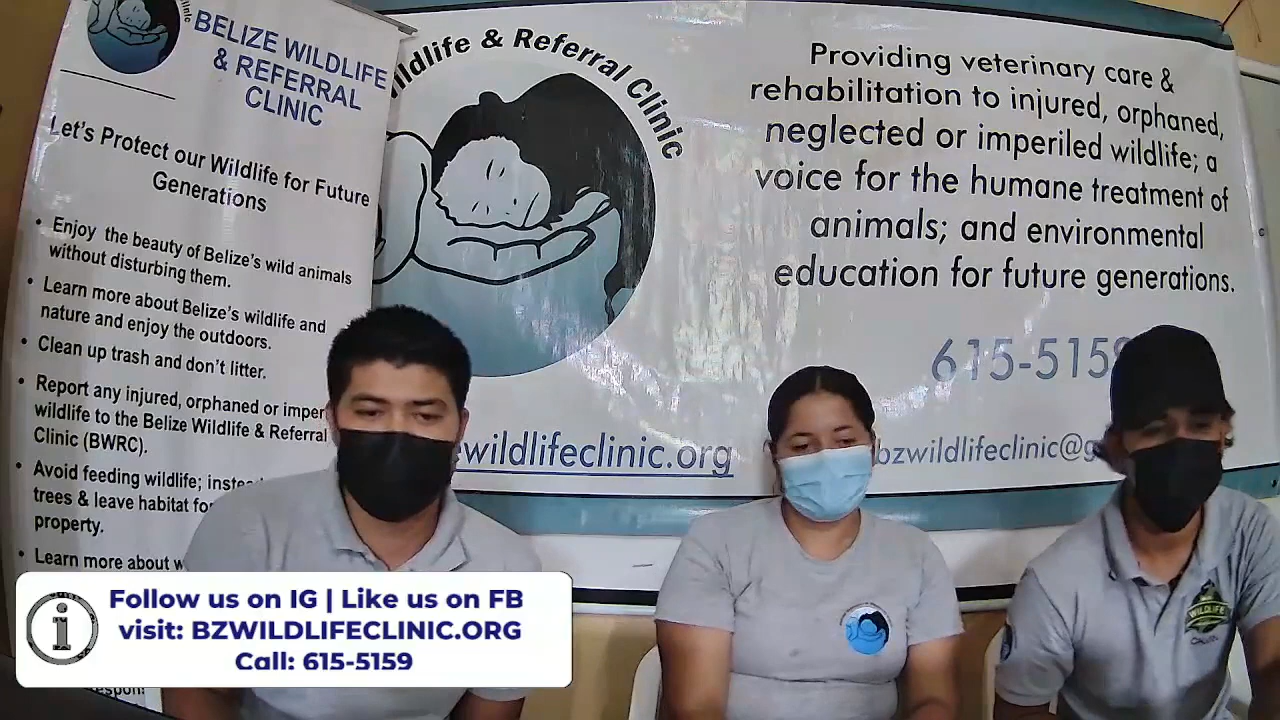 BELIZE WILDLIFE
& REFERRAL
CLINIC
Let's Protect our Wildlife for Future
Generations
• Enjoy the beauty of Belize's wild animals
without disturbing them.
• Learn more about Belize's wildlife and
nature and enjoy the outdoors.
• Clean up trash and don't litter.
• Report any injured, orphaned or imper
wildlife to the Belize Wildlife & Referral
Clinic (BWRC).
• Avoid feeding wildlife;
trees & leave habitat
property.
• Learn more about
Wildlife & Referral Clinic
Providing veterinary care &
rehabilitation to injured, orphaned,
neglected or imperiled wildlife; a
voice for the humane treatment of
animals; and environmental
education for future generations.
615-5159
ewildlifeclinic.org
bzwildlifeclinic@g
WILDLIFE
Follow us on IG | Like us on FB
visit: BZWILDLIFECLINIC.ORG
Call: 615-5159